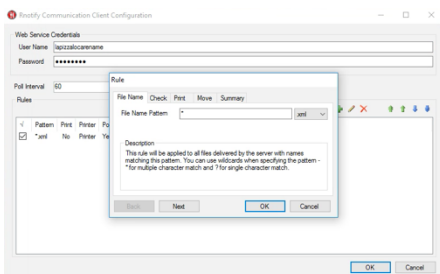 Ristify Communication Client Configuration
Web Service Credentials
User Name lapizzalocarename
Password
Poll Interval 60
Rules
Pattern Print Printer Po
*.xml No Printer Ye
Rule
File Name Check Print Move Summary
File Name Pattern * .xml
Description
This rule will be applied to all files delivered by the server with names
matching this pattern. You can use wildcards when specifying the pattern -
* for multiple character match and ? for single character match.
Back Next OK Cancel
OK Cancel